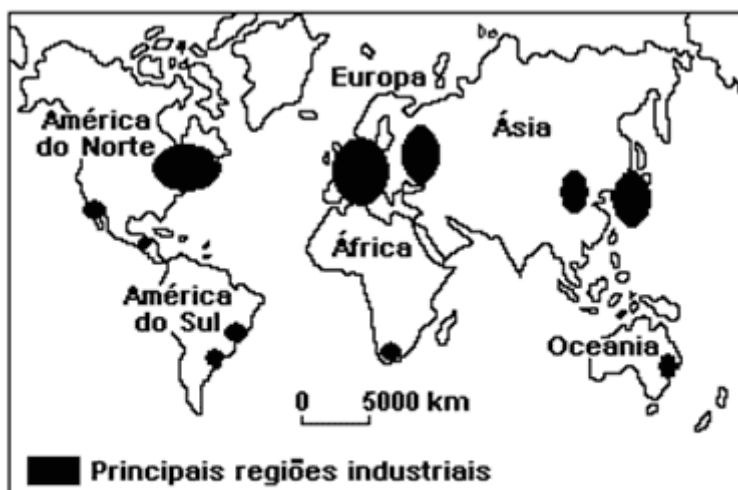 Europa
Ásia
América
do Norte
África
América
do Sul
Oceania
0 5000 km
Principais regiões industriais